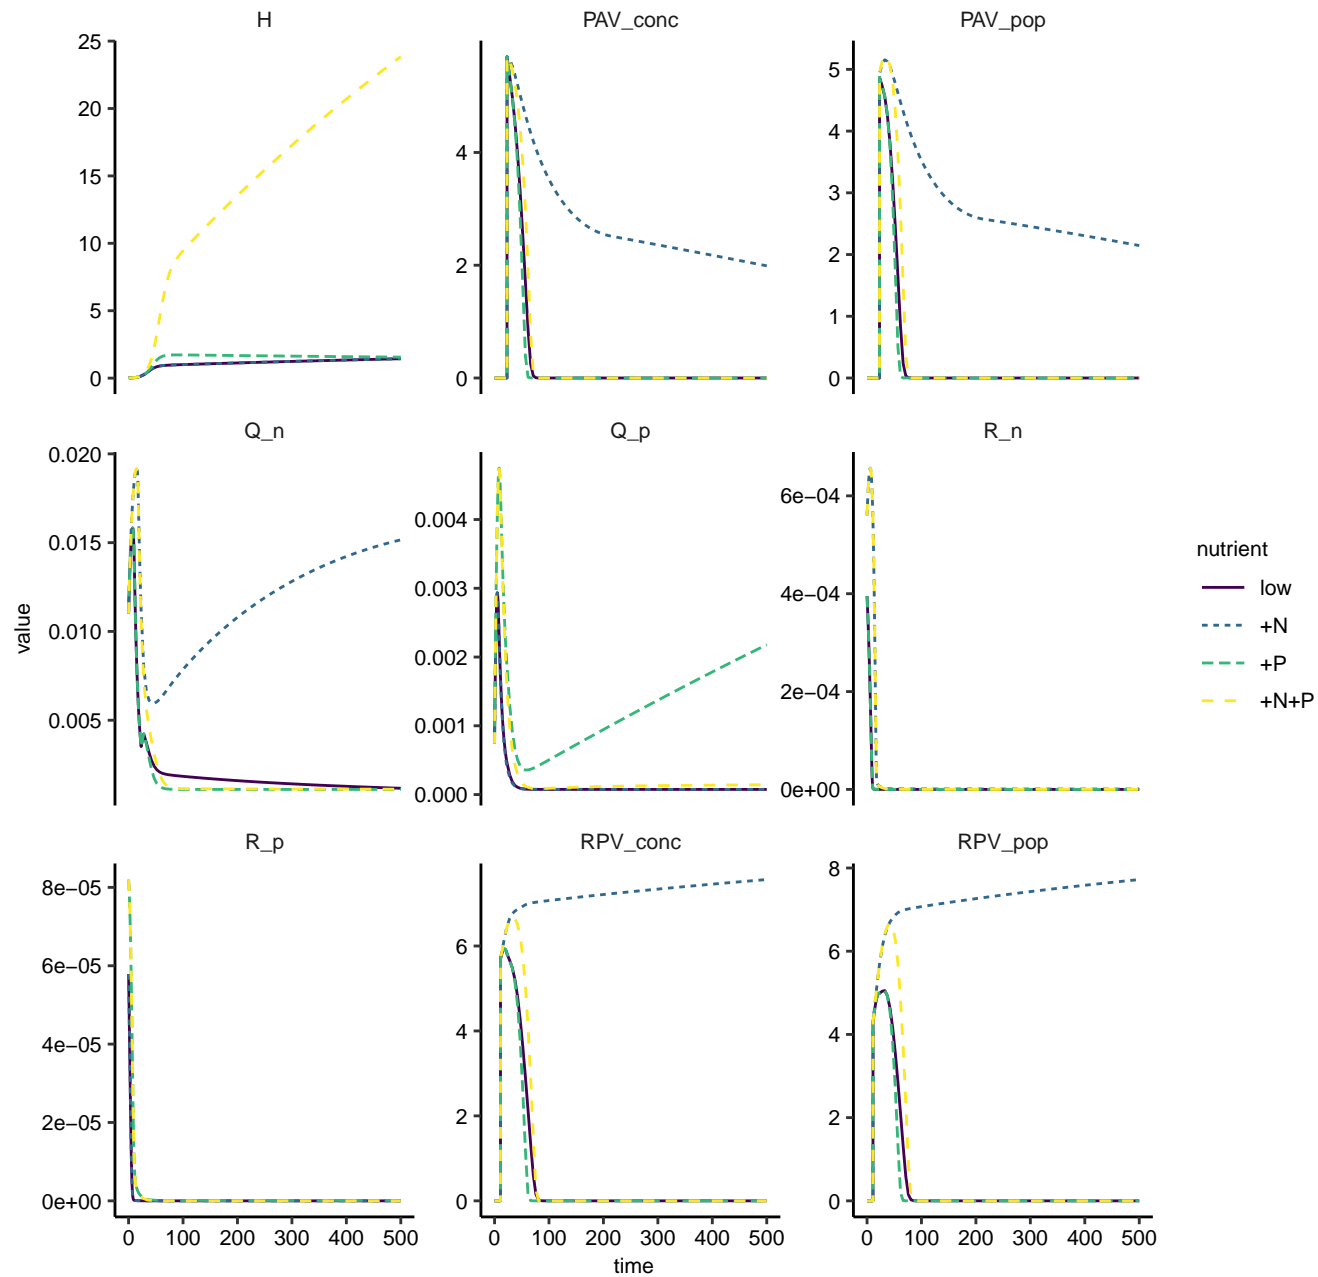 H
PAV_conc
PAV_pop
25
20
15
10
5
0
4
2
0
5
4
3
2
1
0
Q_n
Q_p
R_n
0.020
0.015
0.010
0.005
0.004
0.003
0.002
0.001
0.000
6e−04
4e−04
2e−04
0e+00
R_p
RPV_conc
RPV_pop
8e−05
6e−05
4e−05
2e−05
0e+00
6
4
2
0
8
6
4
2
0
0 100 200 300 400 500
0 100 200 300 400 500
0 100 200 300 400 500
time
value
nutrient
low
+N
+P
+N+P